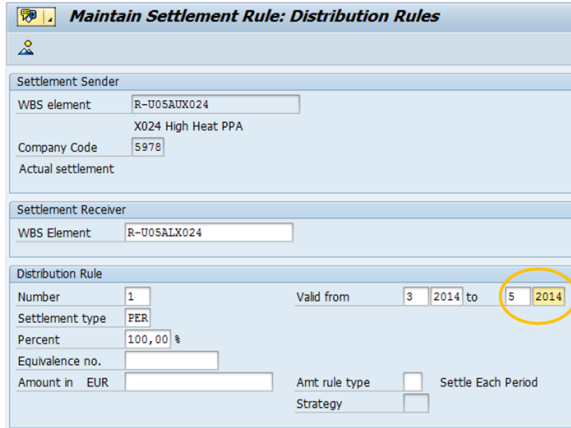 Maintain Settlement Rule: Distribution Rules
Settlement Sender
WBS element R-U05AUX024
X024 High Heat PPA
Company Code 5978
Actual settlement
Settlement Receiver
WBS Element R-U05ALX024
Distribution Rule
Number 1 Valid from 3 2014 to 5 2014
Settlement type PER
Percent 100,00 %
Equivalence no.
Amount in EUR Amt rule type Settle Each Period
Strategy